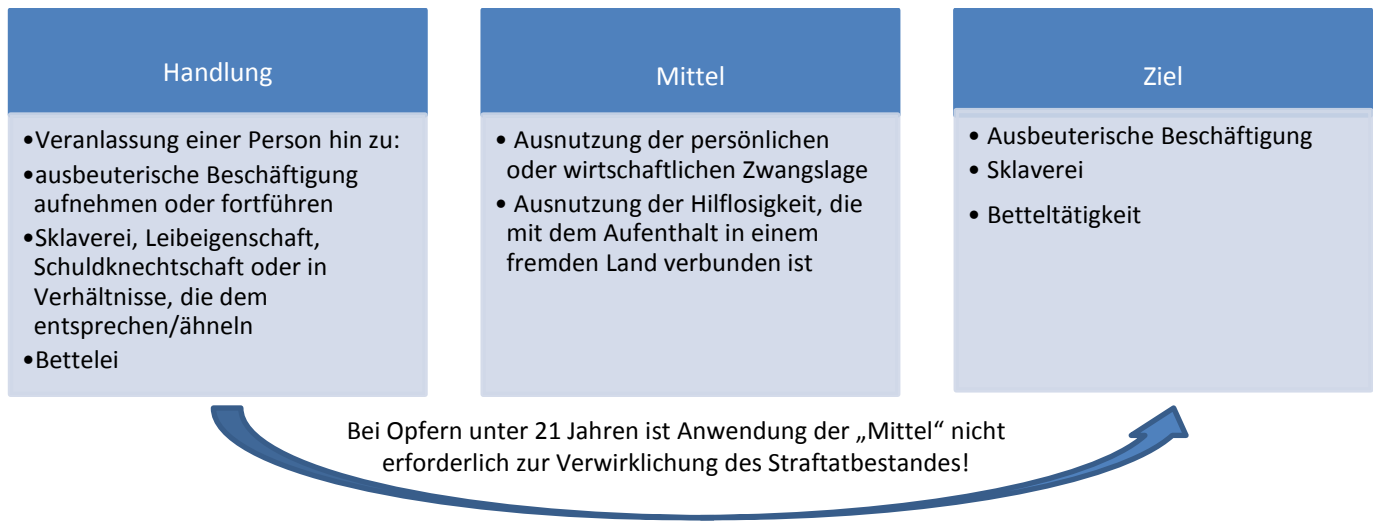 Handlung
•Veranlassung einer Person hin zu:
•ausbeuterische Beschäftigung
aufnehmen oder fortführen
•Sklaverei, Leibeigenschaft,
Schuldknechtschaft oder in
Verhältnisse, die dem
entsprechen/ähneln
•Bettelei
Mittel
• Ausnutzung der persönlichen
oder wirtschaftlichen Zwangslage
• Ausnutzung der Hilflosigkeit, die
mit dem Aufenthalt in einem
fremden Land verbunden ist
Ziel
• Ausbeuterische Beschäftigung
• Sklaverei
• Betteltätigkeit
Bei Opfern unter 21 Jahren ist Anwendung der „Mittel“ nicht
erforderlich zur Verwirklichung des Straftatbestandes!